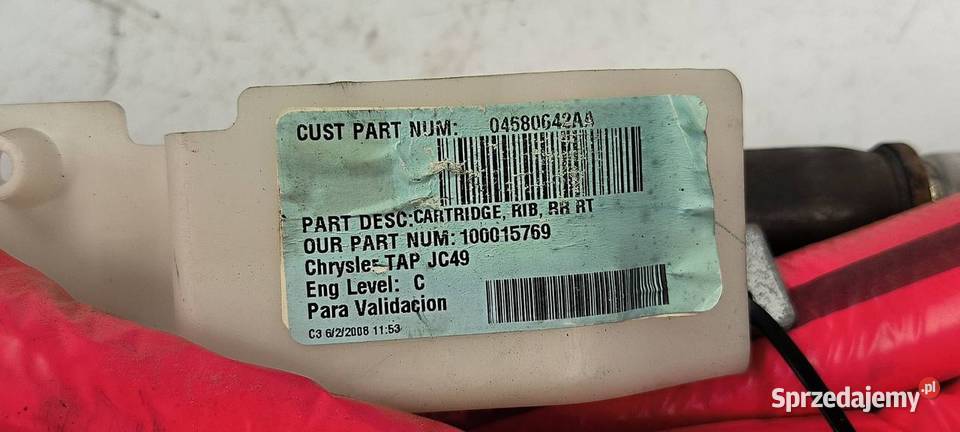 CUST PART NUM: 04580642AA
PART DESC:CARTRIDGE, RIB, RR RT
OUR PART NUM: 100015769
Chrysler TAP JC49
Eng Level: C
Para Validacion
C3 6/2/2008 11:53
Sprzedajemy.pl